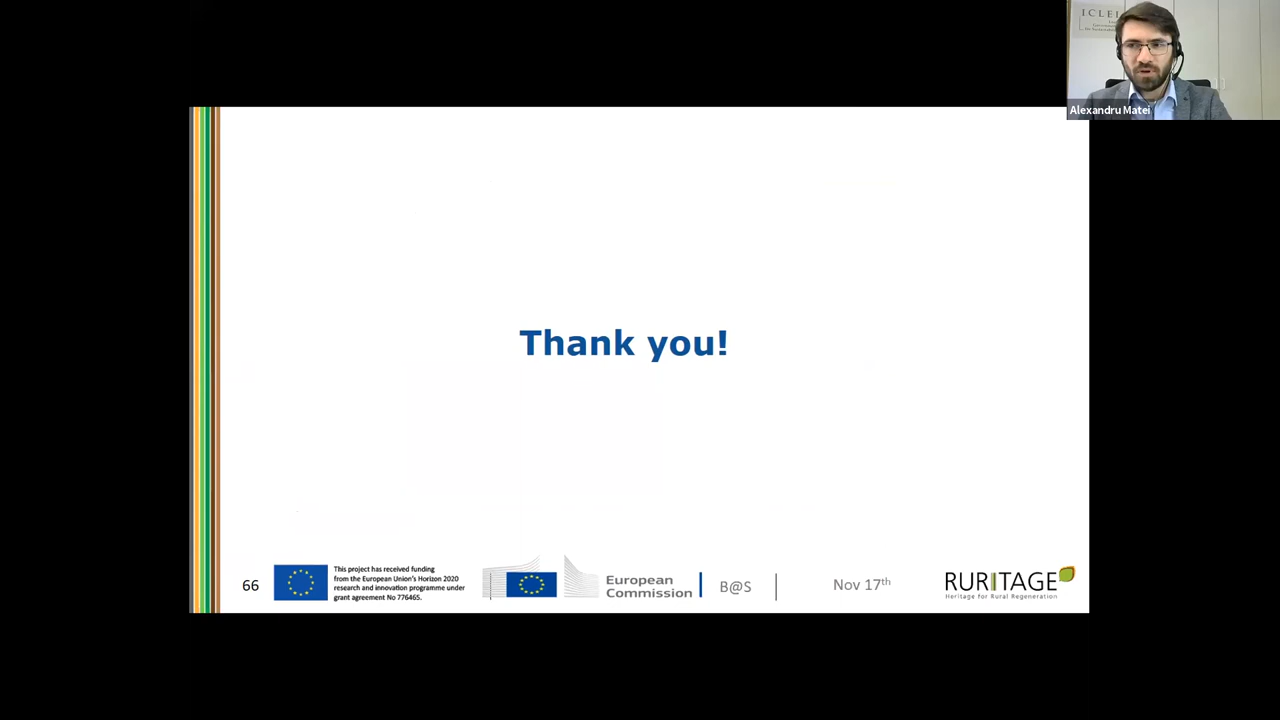 ICLEI
Alexandru Matei
Thank you!
66
This project has received funding
from the European Union's Horizon 2020
research and innovation programme under
grant agreement No 776465.
European
Commission
B@S
Nov 17th
RURITAGE
Heritage for Rural Regeneration